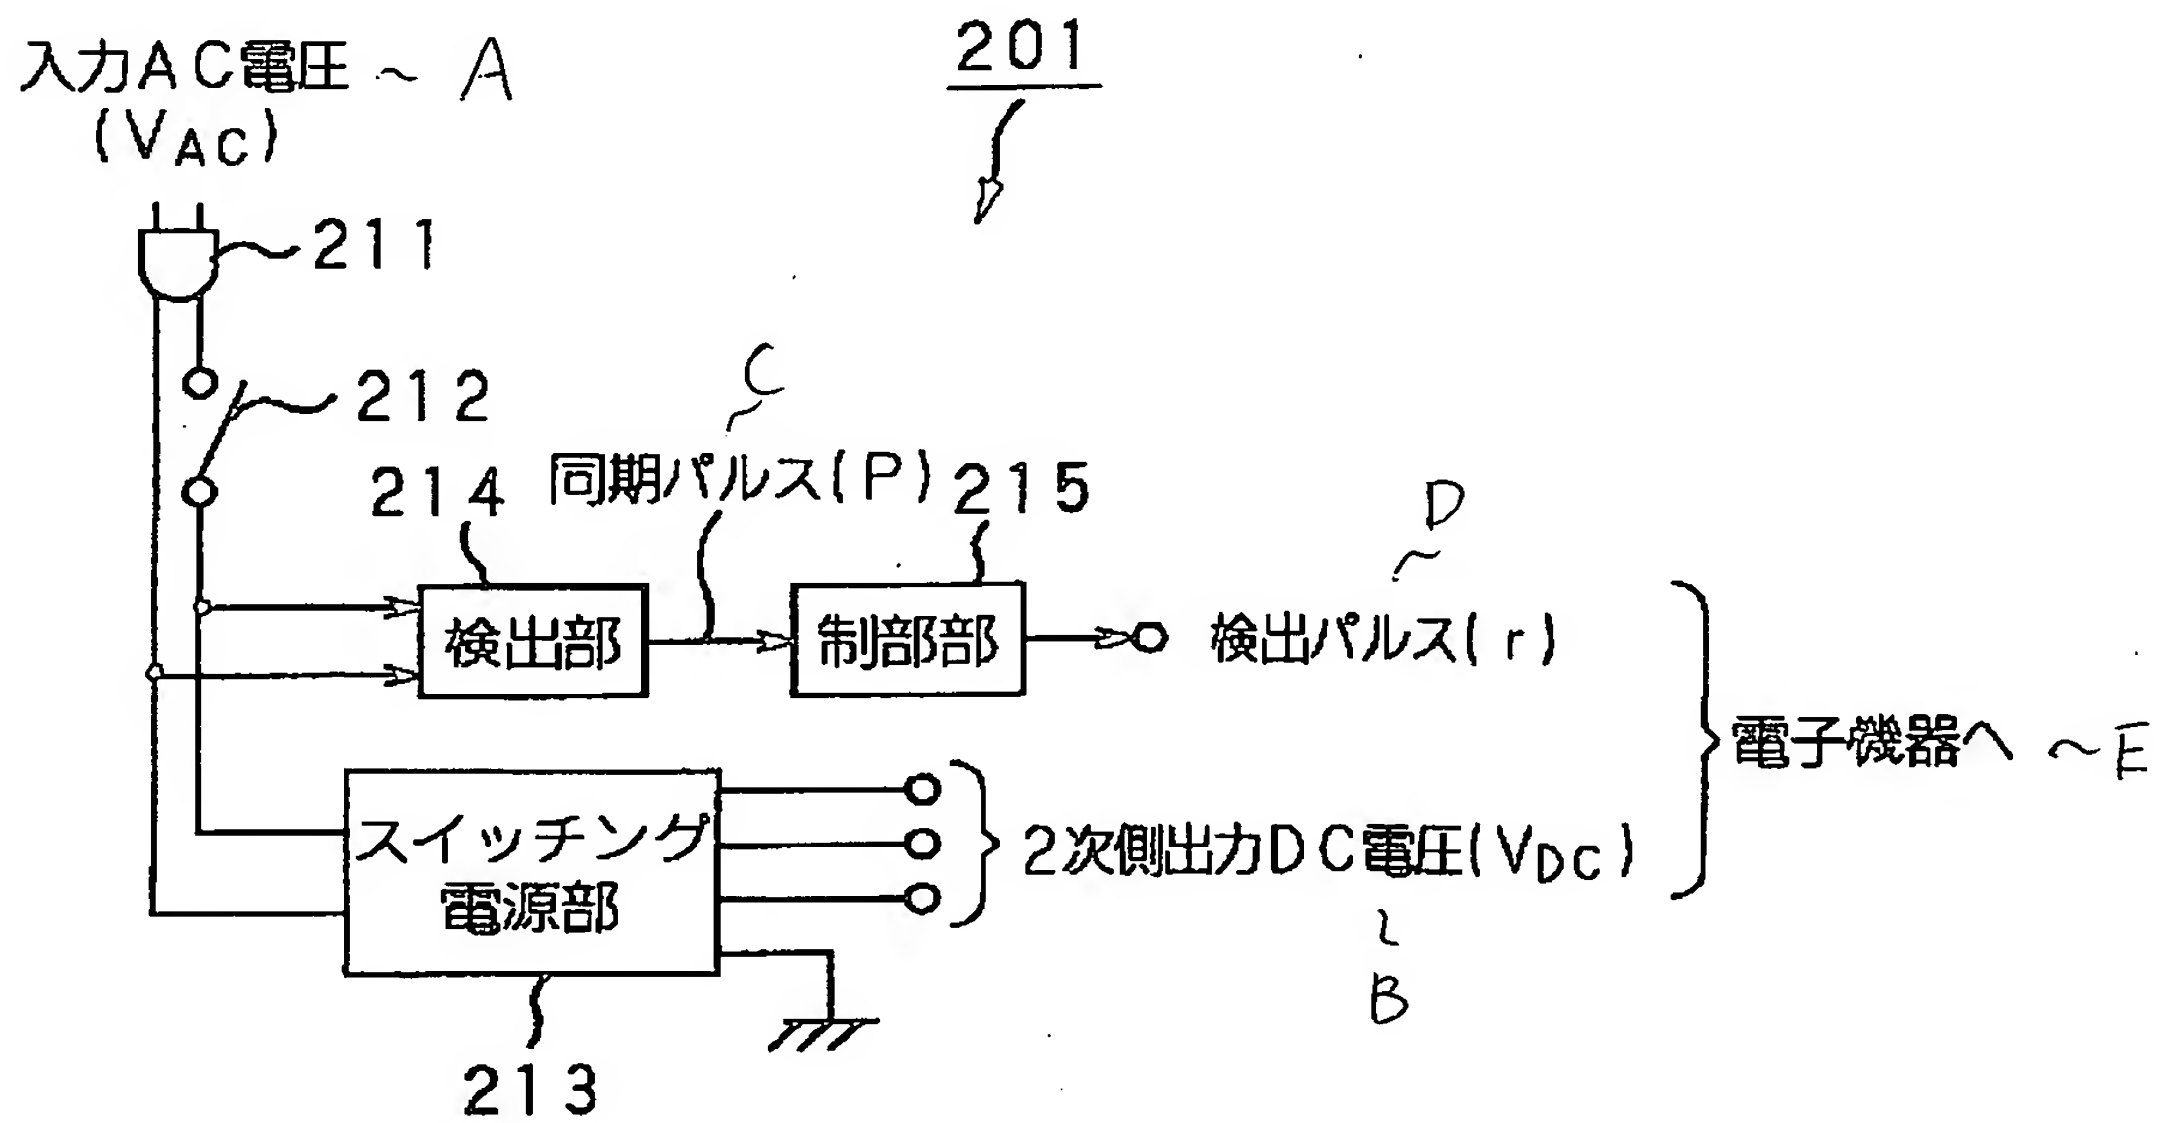 入力AC電圧 ~ A
(VAC)
201
211
212
C
214
同期パルス(P)
215
D
検出部
制部部
検出パルス(r)
電子機器へ ~ E
スイッチング
電源部
2次側出力DC電圧(VDC)
B
213